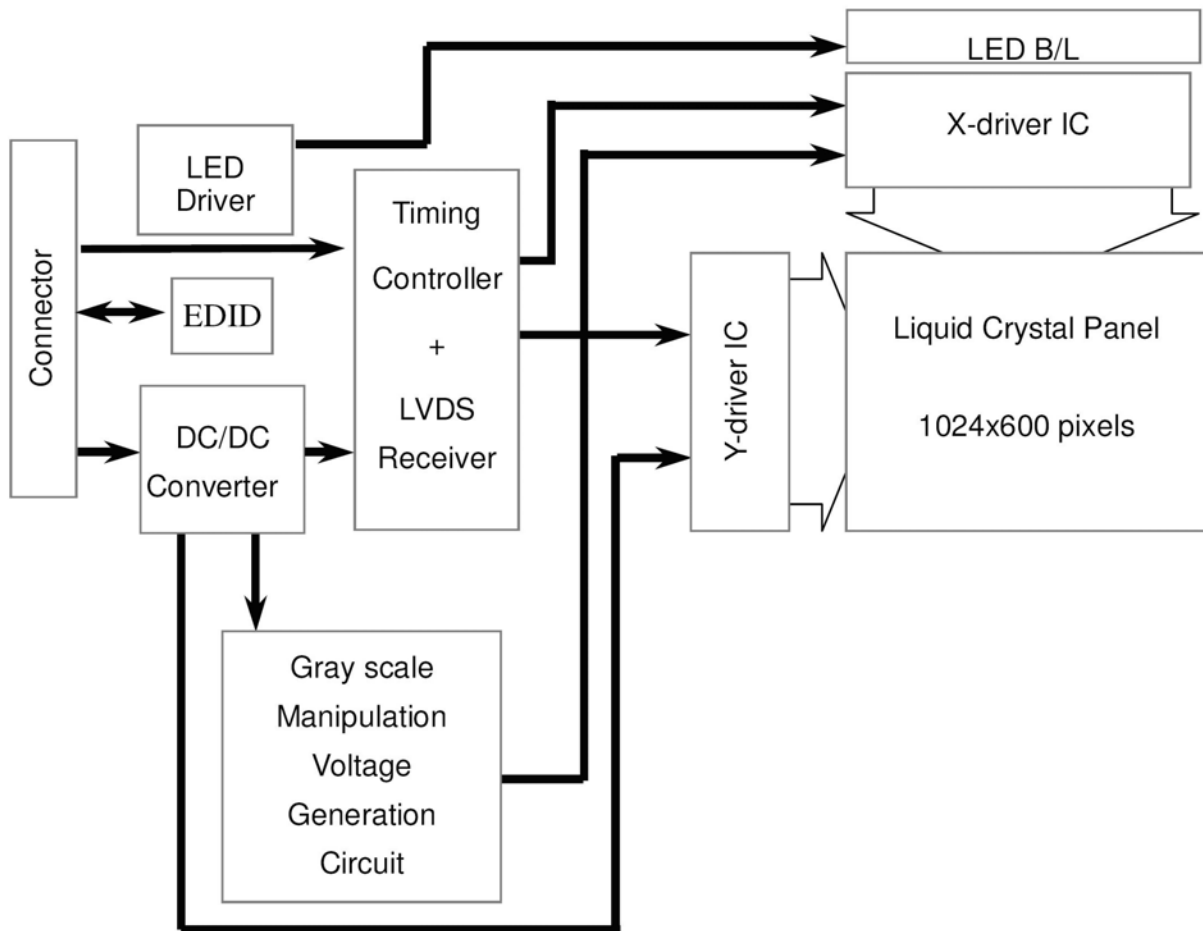 LED B/L
X-driver IC
LED
Driver
Timing
Controller
+
LVDS
Receiver
Connector
EDID
DC/DC
Converter
Y-driver IC
Liquid Crystal Panel
1024x600 pixels
Gray scale
Manipulation
Voltage
Generation
Circuit